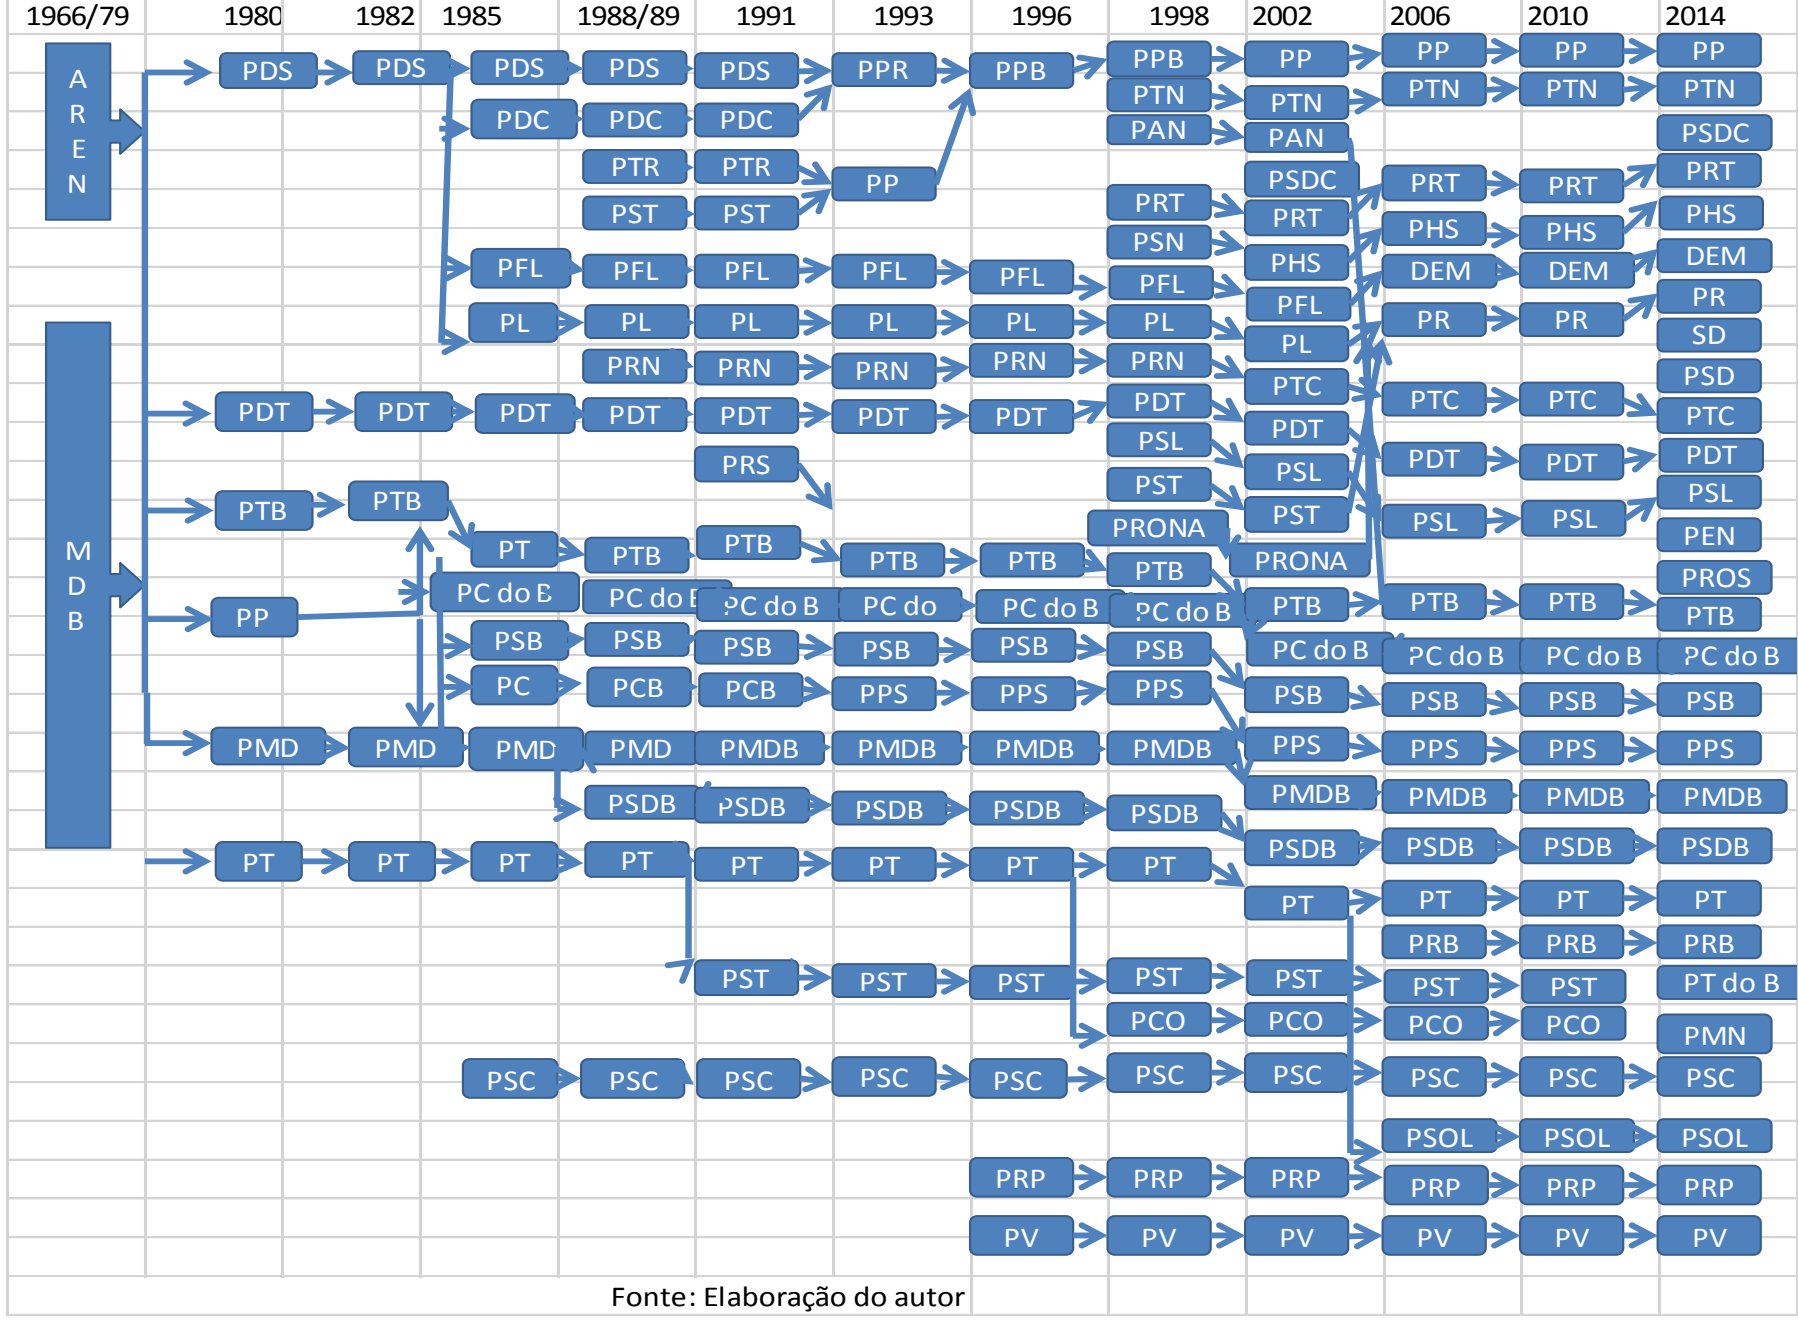 1966/79 1980 1982 1985 1988/89 1991 1993 1996 1998 2002 2006 2010 2014
PDS PDS PDS PDS PDS PPR PPB PPB PP PP PP PP
PTN PTN PTN PTN PTN
PDC PDC PDC PAN PAN PSDC
A
R
E
N
PTR PTR PP PSDC PRT PRT PRT
PST PST PRT PRT PHS PHS PHS
PSN PHS
PFL PFL PFL PFL PFL PFL PFL DEM DEM DEM
PL PL PL PL PL PL PL PR PR PR
SD
PRN PRN PRN PRN PRN PTC PTC PTC PTC
PSD
PDT PDT PDT PDT PDT PDT PDT PDT PDT PDT PDT PDT
PRS PSL PSL PSL PSL PSL
PST PST
PEN
M
D
B
PRONA PRONA
PROS
PTB PTB PT PTB PTB PTB PTB PTB PTB PTB PTB PTB
PC do B PC do B PC do B PC do PC do B PC do B PC do B PC do B PC do B PC do B
PP
PSB PSB PSB PSB PSB PSB PSB PSB PSB PSB
PC PCB PCB PPS PPS PPS PPS PPS PPS PPS
PMD PMD PMD PMD PMDB PMDB PMDB PMDB PMDB PMDB PMDB PMDB
PSDB PSDB PSDB PSDB PSDB PSDB PSDB PSDB PSDB
PT PT PT PT PT PT PT PT PT PT PT PT
PRB PRB PRB
PST PST PST PST PST PST PST PT do B
PCO PCO PCO PCO PMN
PSC PSC PSC PSC PSC PSC PSC PSC PSC PSC
PSOL PSOL PSOL
PRP PRP PRP PRP PRP PRP
PV PV PV PV PV PV
Fonte: Elaboração do autor